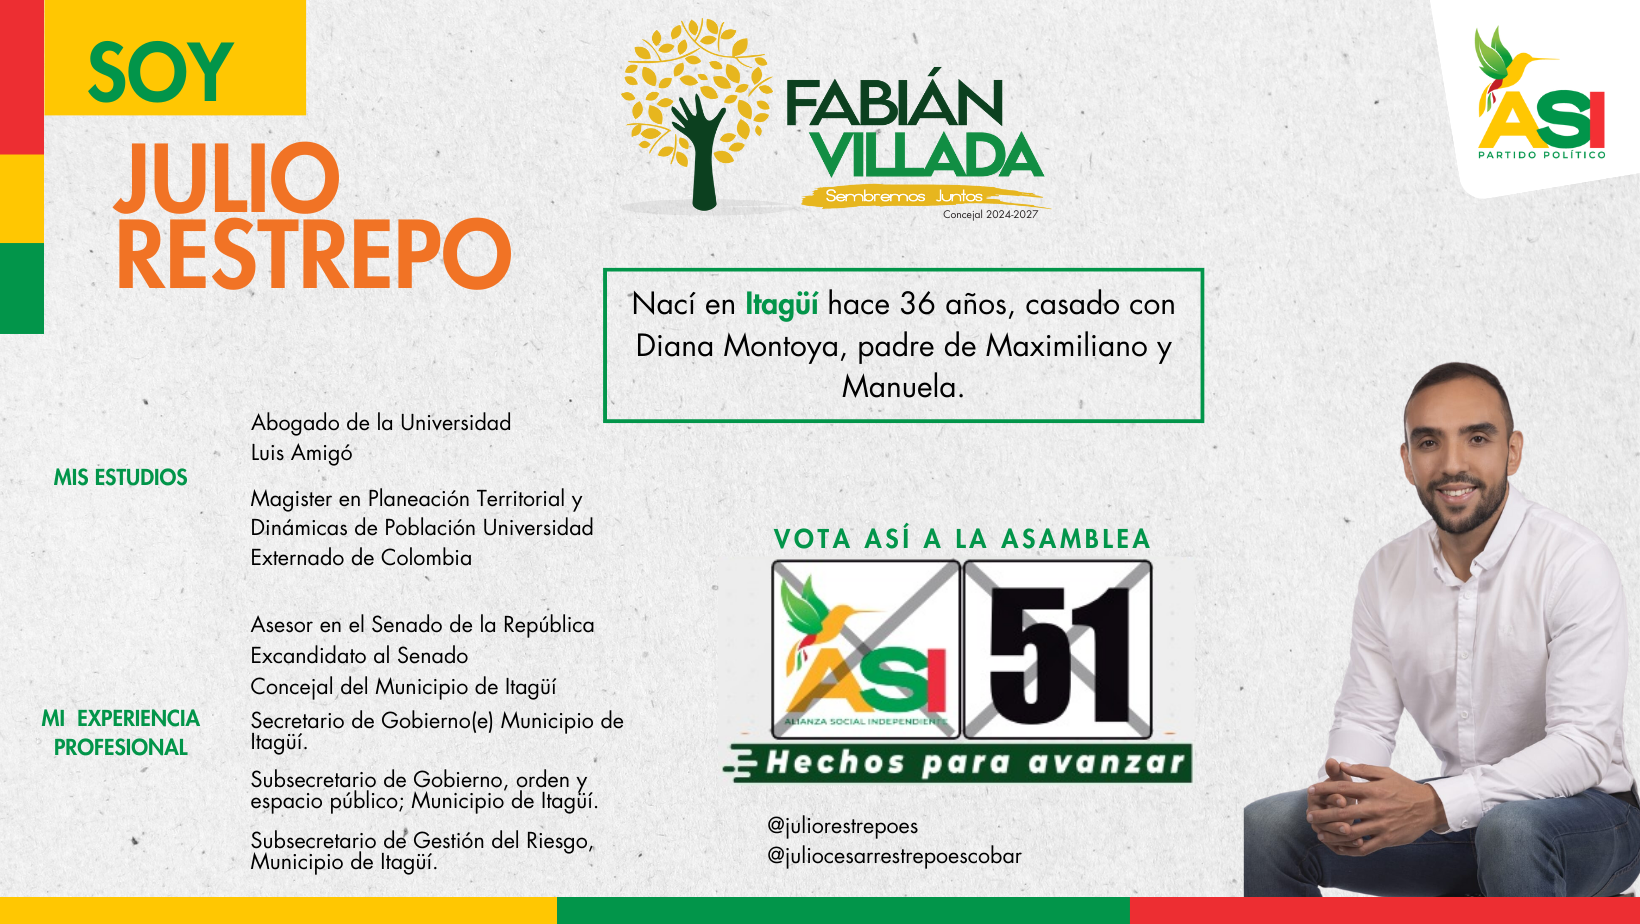 SOY
JULIO
RESTREPO
FABIÁN
VILLADA
Sembremos Juntos
Concejal 2024-2027
ASI
PARTIDO POLÍTICO
Nací en Itagüí hace 36 años, casado con
Diana Montoya, padre de Maximiliano y
Manuela.
MIS ESTUDIOS
Abogado de la Universidad
Luis Amigó
Magister en Planeación Territorial y
Dinámicas de Población Universidad
Externado de Colombia
MI EXPERIENCIA
PROFESIONAL
Asesor en el Senado de la República
Excandidato al Senado
Concejal del Municipio de Itagüí
Secretario de Gobierno(e) Municipio de
Itagüí.
Subsecretario de Gobierno, orden y
espacio público; Municipio de Itagüí.
Subsecretario de Gestión del Riesgo,
Municipio de Itagüí.
VOTA ASÍ A LA ASAMBLEA
ASI
ALIANZA SOCIAL INDEPENDIENTE
51
Hechos para avanzar
@juliorestrepoes
@juliocesarrestrepoescobar